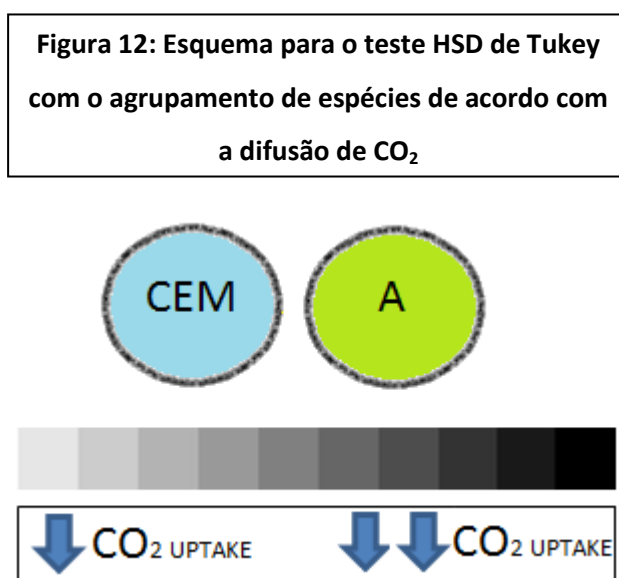 Figura 12: Esquema para o teste HSD de Tukey
com o agrupamento de espécies de acordo com
a difusão de CO₂
CEM A
CO₂ UPTAKE CO₂ UPTAKE